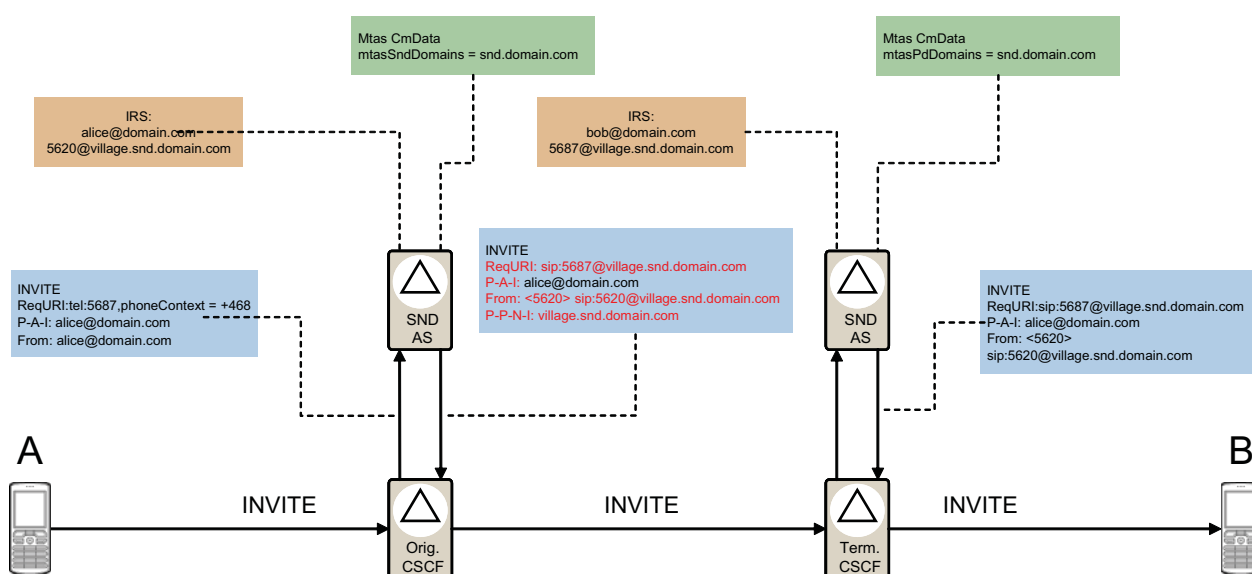 Mtas CmData
mtasSndDomains = snd.domain.com
Mtas CmData
mtasPdDomains = snd.domain.com
IRS:
alice@domain.com
5620@village.snd.domain.com
IRS:
bob@domain.com
5687@village.snd.domain.com
INVITE
ReqURI:tel:5687,phoneContext = +468
P-A-I: alice@domain.com
From: alice@domain.com
SND
AS
INVITE
ReqURI: sip:5687@village.snd.domain.com
P-A-I: alice@domain.com
From: <5620> sip:5620@village.snd.domain.com
P-P-N-I: village.snd.domain.com
SND
AS
INVITE
ReqURI:sip:5687@village.snd.domain.com
P-A-I: alice@domain.com
From: <5620>
sip:5620@village.snd.domain.com
A
INVITE
Orig.
CSCF
INVITE
Term.
CSCF
INVITE
B